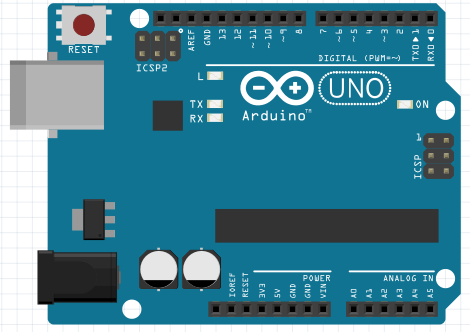 RESET
ICSP2
AREF
GND
13
12
~11
~10
~9
8
7
~6
~5
4
~3
2
TXD▶1
RXD◀0
DIGITAL (PWM=~)
L
TX
RX
Arduino™
UNO
ON
1
ICSP
POWER
ANALOG IN
IOREF
RESET
3V3
5V
GND
GND
VIN
A0
A1
A2
A3
A4
A5